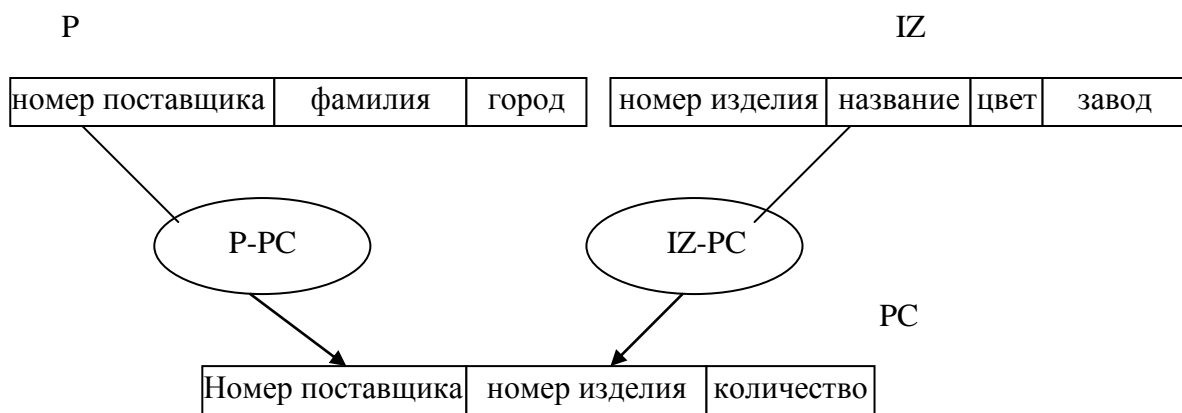 P IZ
номер поставщика фамилия город номер изделия название цвет завод
P-PC IZ-PC
PC
Номер поставщика номер изделия количество